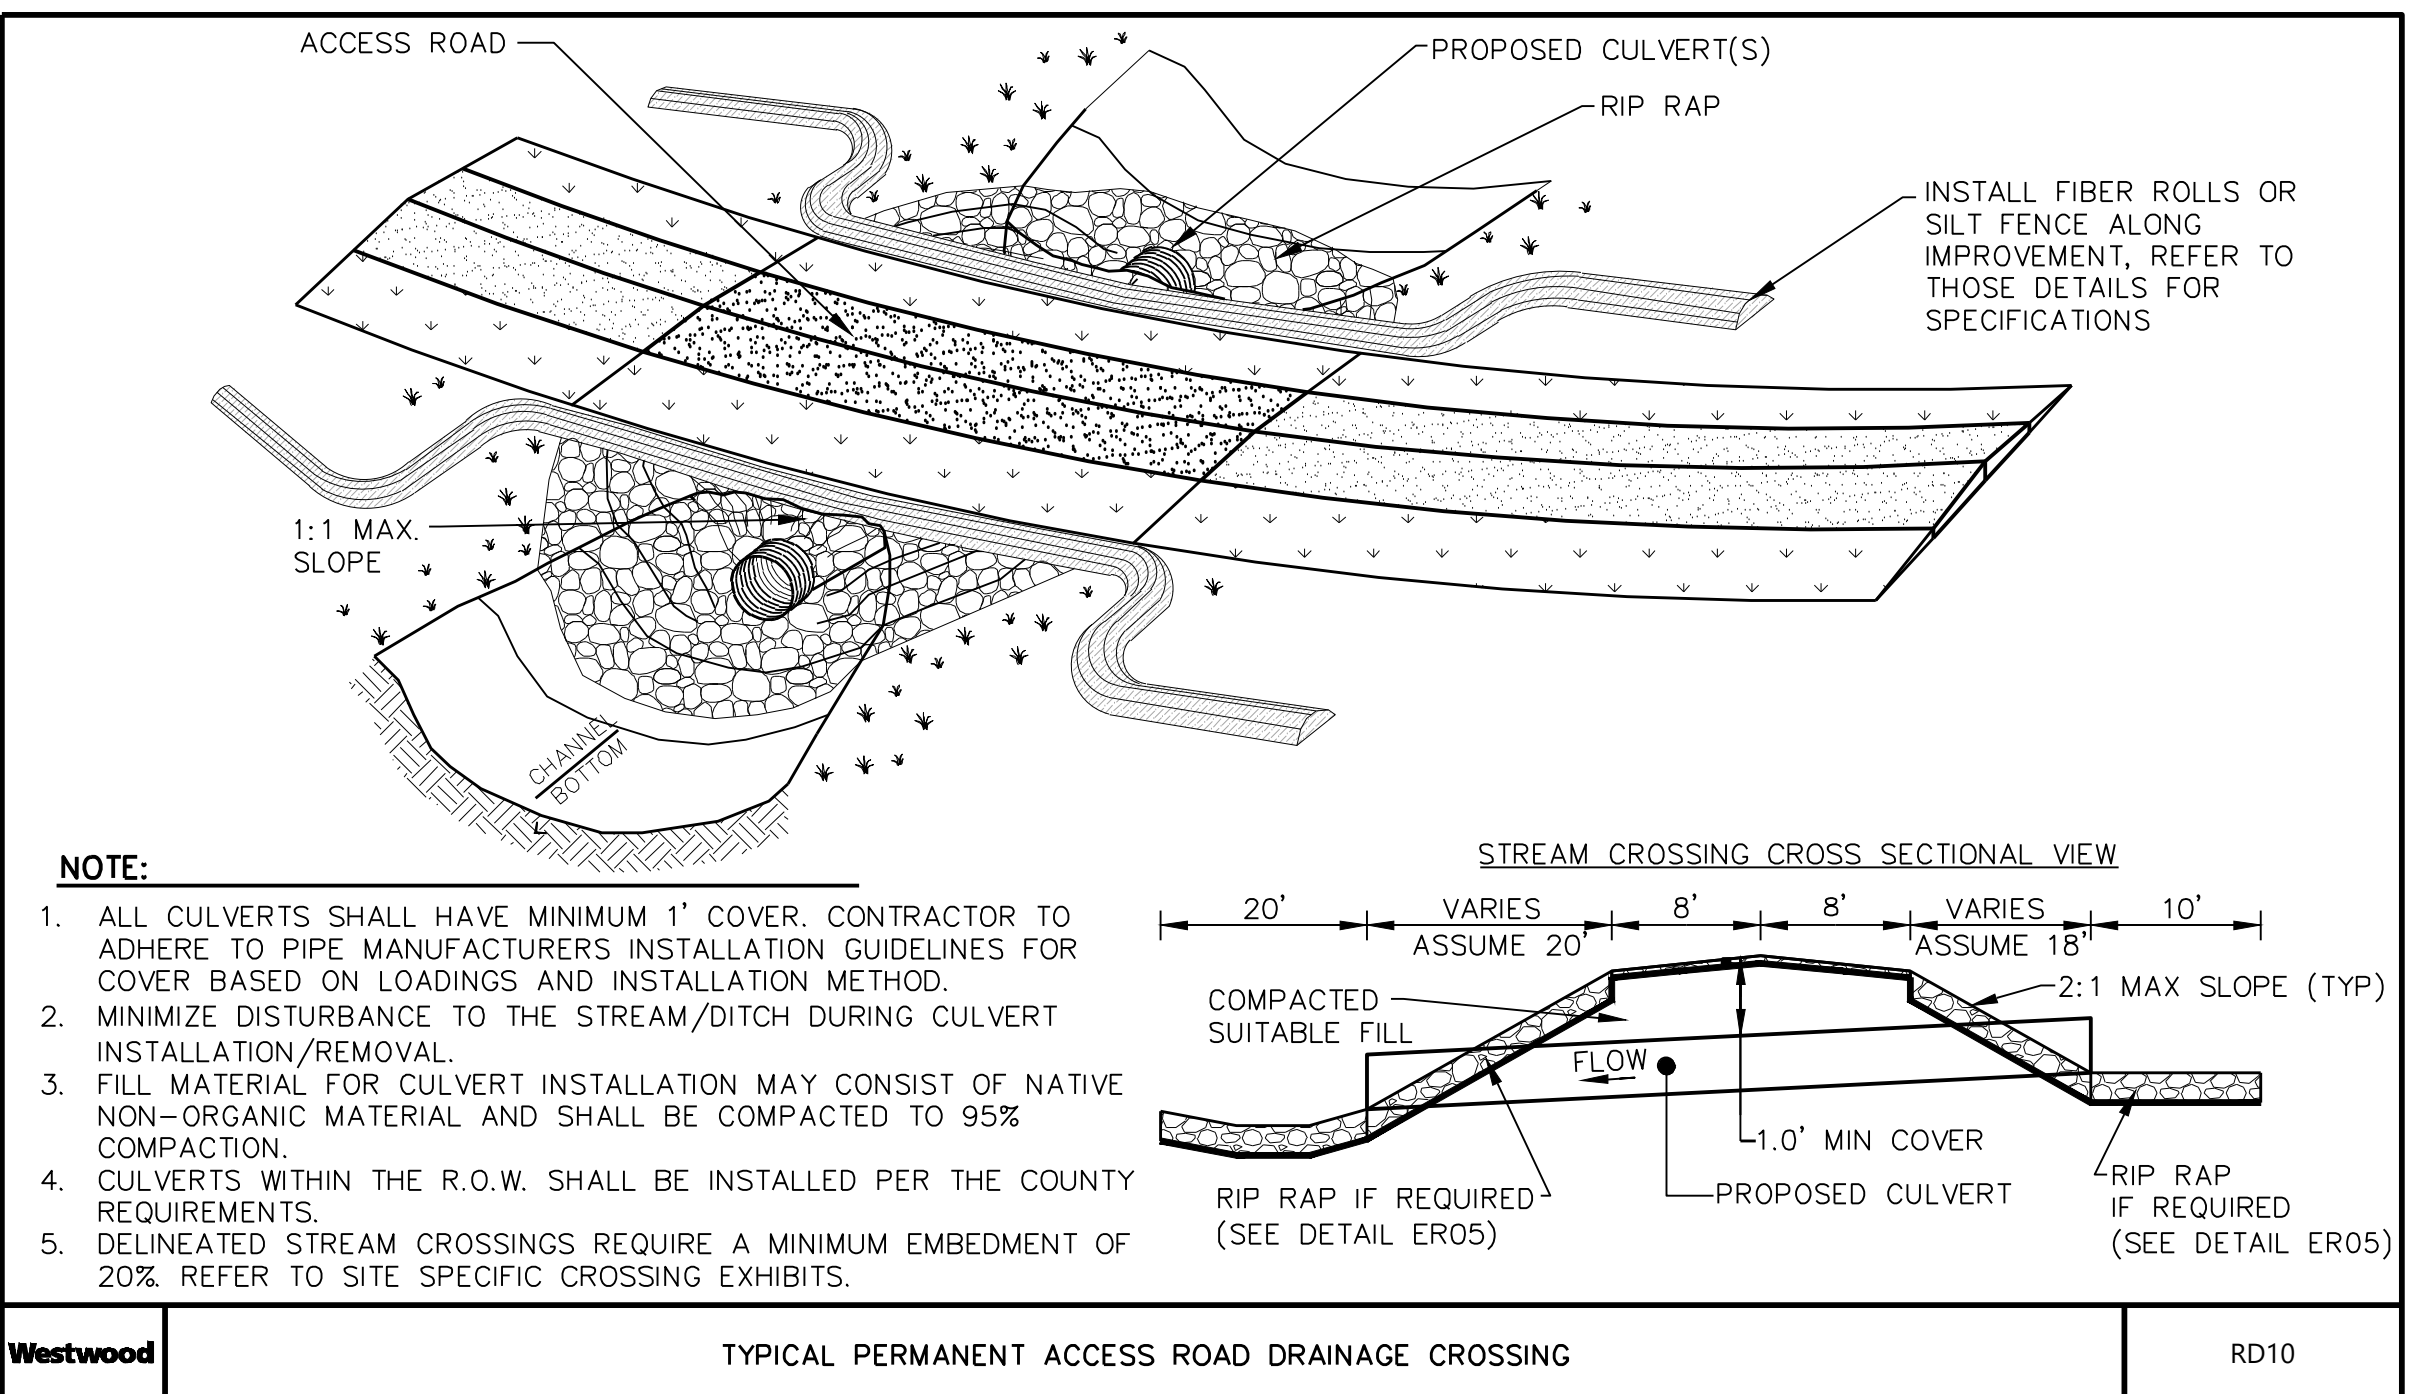 ACCESS ROAD
PROPOSED CULVERT(S)
RIP RAP
INSTALL FIBER ROLLS OR
SILT FENCE ALONG
IMPROVEMENT, REFER TO
THOSE DETAILS FOR
SPECIFICATIONS
1:1 MAX.
SLOPE
CHANNEL
BOTTOM
NOTE:
1. ALL CULVERTS SHALL HAVE MINIMUM 1' COVER. CONTRACTOR TO
ADHERE TO PIPE MANUFACTURERS INSTALLATION GUIDELINES FOR
COVER BASED ON LOADINGS AND INSTALLATION METHOD.
2. MINIMIZE DISTURBANCE TO THE STREAM/DITCH DURING CULVERT
INSTALLATION/REMOVAL.
3. FILL MATERIAL FOR CULVERT INSTALLATION MAY CONSIST OF NATIVE
NON-ORGANIC MATERIAL AND SHALL BE COMPACTED TO 95%
COMPACTION.
4. CULVERTS WITHIN THE R.O.W. SHALL BE INSTALLED PER THE COUNTY
REQUIREMENTS.
5. DELINEATED STREAM CROSSINGS REQUIRE A MINIMUM EMBEDMENT OF
20%. REFER TO SITE SPECIFIC CROSSING EXHIBITS.
STREAM CROSSING CROSS SECTIONAL VIEW
20' VARIES 8' 8' VARIES 10'
ASSUME 20' ASSUME 18'
2:1 MAX SLOPE (TYP)
COMPACTED
SUITABLE FILL
FLOW
1.0' MIN COVER
PROPOSED CULVERT
RIP RAP IF REQUIRED
(SEE DETAIL ER05)
RIP RAP
IF REQUIRED
(SEE DETAIL ER05)
Westwood
TYPICAL PERMANENT ACCESS ROAD DRAINAGE CROSSING
RD10